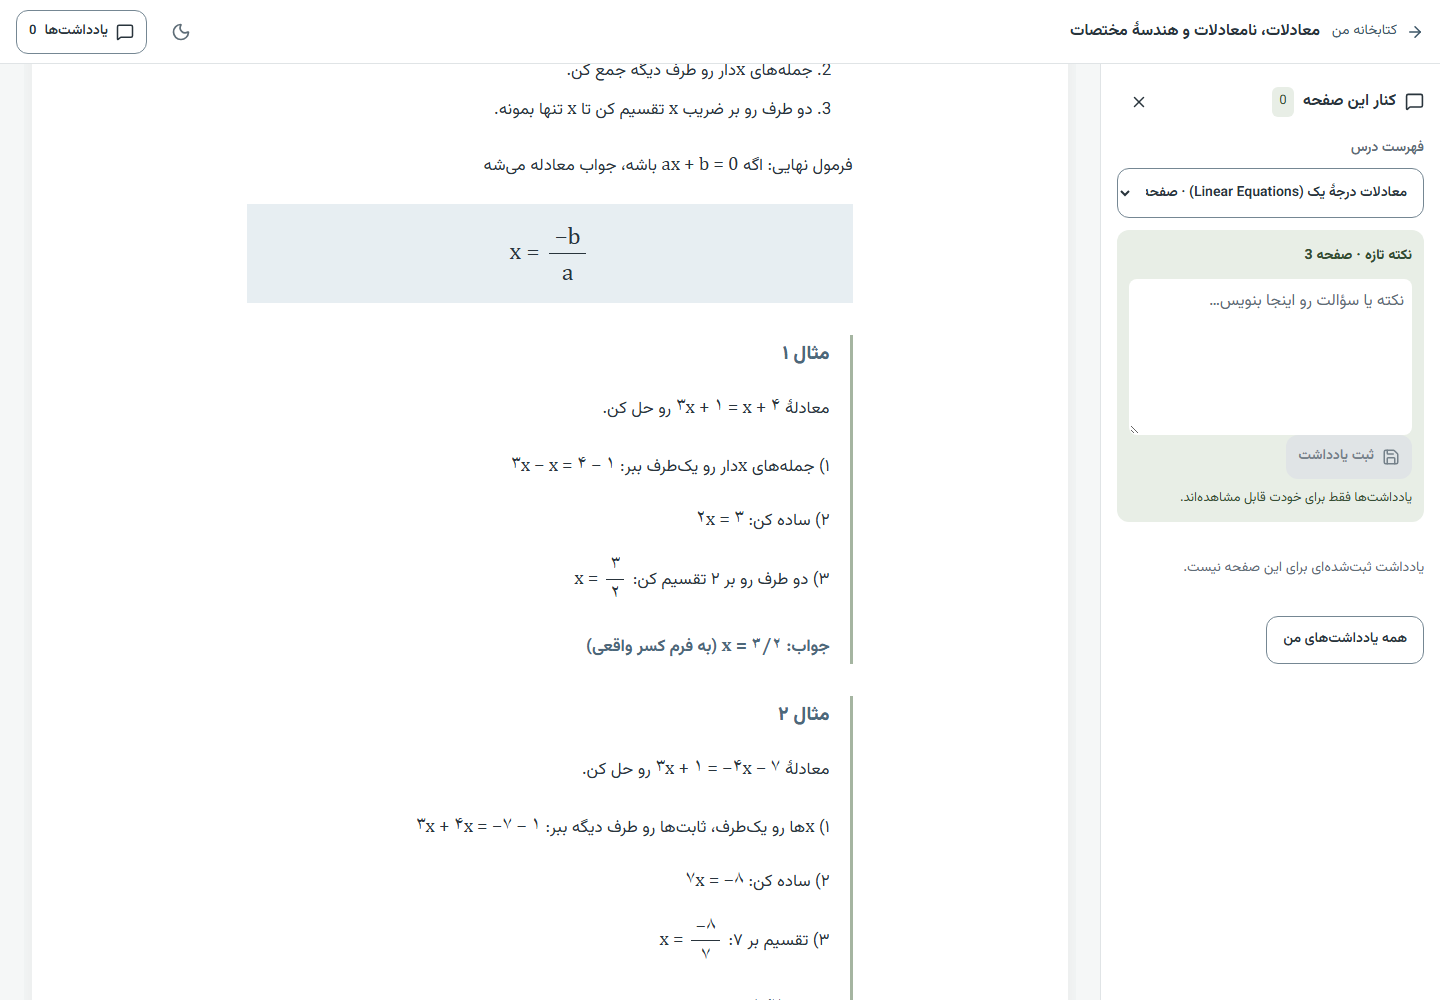 کتابخانه من
معادلات، نامعادلات و هندسهٔ مختصات
یادداشت‌ها 0
کنار این صفحه 0
فهرست درس
معادلات درجهٔ یک (Linear Equations) · صفحه
نکته تازه · صفحه 3
نکته یا سؤالت رو اینجا بنویس...
ثبت یادداشت
یادداشت‌ها فقط برای خودت قابل مشاهده‌اند.
یادداشت ثبت‌شده‌ای برای این صفحه نیست.
همه یادداشت‌های من
2. جمله‌های xدار رو طرف دیگه جمع کن.
3. دو طرف رو بر ضریب x تقسیم کن تا x تنها بمونه.
فرمول نهایی: اگه ax + b = 0 باشه، جواب معادله می‌شه
x = −b/a
مثال ۱
معادلهٔ ۳x + ۱ = x + ۴ رو حل کن.
۱) جمله‌های xدار رو یک‌طرف ببر: ۳x − x = ۴ − ۱
۲) ساده کن: ۲x = ۳
۳) دو طرف رو بر ۲ تقسیم کن: x = ۳/۲
جواب: x = ۳/۲ (به فرم کسر واقعی)
مثال ۲
معادلهٔ ۳x + ۱ = −۴x − ۷ رو حل کن.
۱) xها رو یک‌طرف، ثابت‌ها رو طرف دیگه ببر: ۳x + ۴x = −۷ − ۱
۲) ساده کن: ۷x = −۸
۳) تقسیم بر ۷: x = −۸/۷